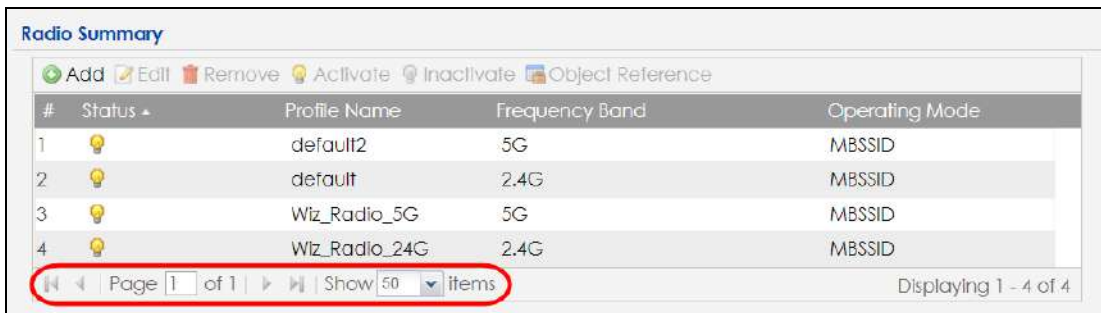 Radio Summary
Add Edit Remove Activate Inactivate Object Reference
# Status Profile Name Frequency Band Operating Mode
1 default2 5G MBSSID
2 default 2.4G MBSSID
3 Wiz_Radio_5G 5G MBSSID
4 Wiz_Radio_24G 2.4G MBSSID
Page 1 of 1 Show 50 items Displaying 1 - 4 of 4